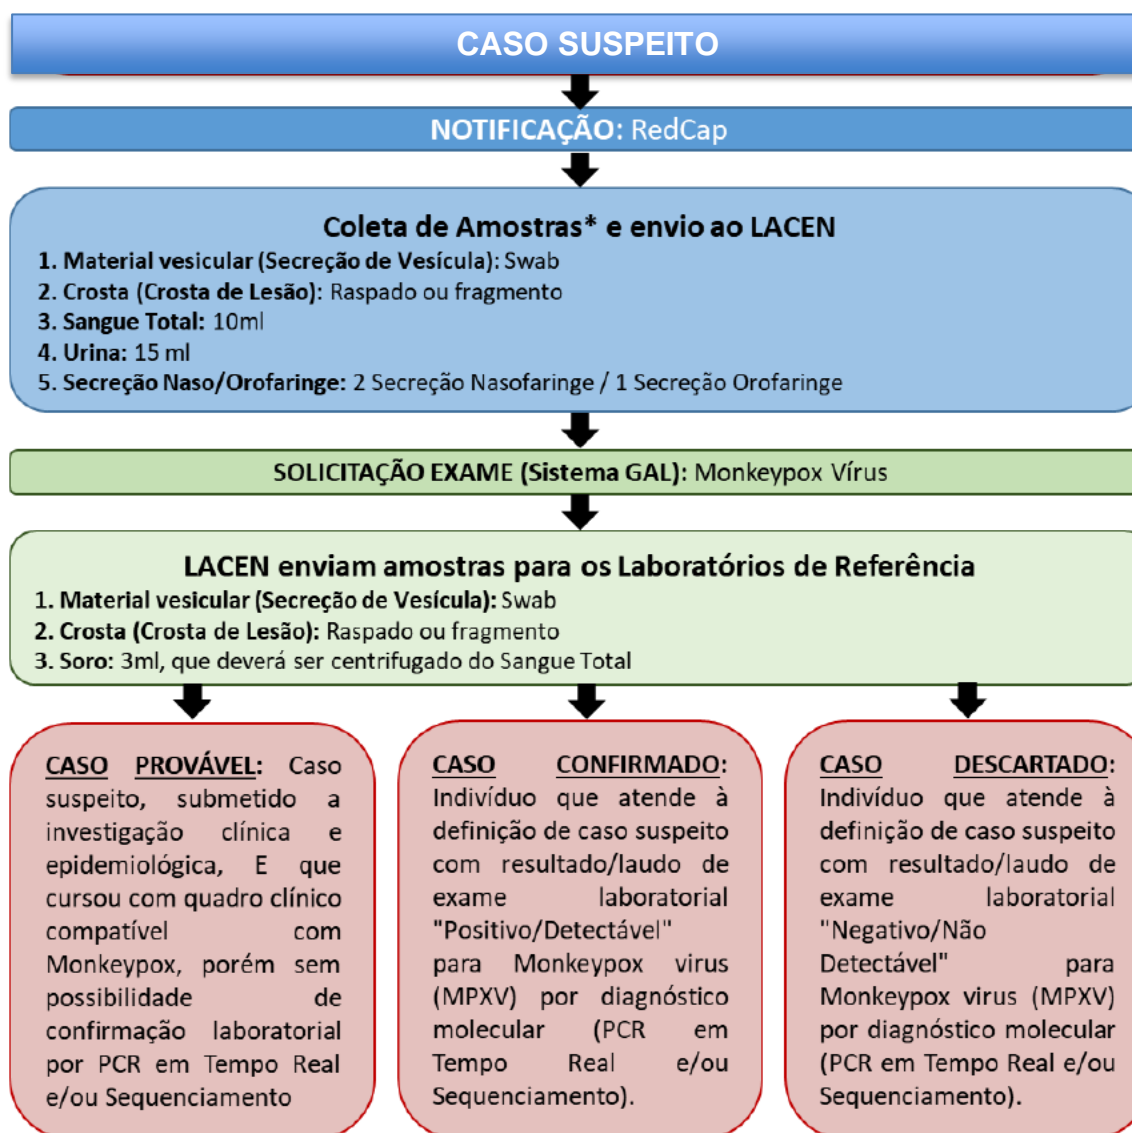 CASO SUSPEITO
NOTIFICAÇÃO: RedCap
Coleta de Amostras* e envio ao LACEN
1. Material vesicular (Secreção de Vesícula): Swab
2. Crosta (Crosta de Lesão): Raspado ou fragmento
3. Sangue Total: 10ml
4. Urina: 15 ml
5. Secreção Naso/Orofaringe: 2 Secreção Nasofaringe / 1 Secreção Orofaringe
SOLICITAÇÃO EXAME (Sistema GAL): Monkeypox Vírus
LACEN enviam amostras para os Laboratórios de Referência
1. Material vesicular (Secreção de Vesícula): Swab
2. Crosta (Crosta de Lesão): Raspado ou fragmento
3. Soro: 3ml, que deverá ser centrifugado do Sangue Total
CASO PROVÁVEL: Caso
suspeito, submetido a
investigação clínica e
epidemiológica, E que
cursou com quadro clínico
compatível com
Monkeypox, porém sem
possibilidade de
confirmação laboratorial
por PCR em Tempo Real
e/ou Sequenciamento
CASO CONFIRMADO:
Indivíduo que atende à
definição de caso suspeito
com resultado/laudo de
exame laboratorial
"Positivo/Detectável"
para Monkeypox virus
(MPXV) por diagnóstico
molecular (PCR em
Tempo Real e/ou
Sequenciamento).
CASO DESCARTADO:
Indivíduo que atende à
definição de caso suspeito
com resultado/laudo de
exame laboratorial
"Negativo/Não
Detectável" para
Monkeypox virus (MPXV)
por diagnóstico molecular
(PCR em Tempo Real e/ou
Sequenciamento).